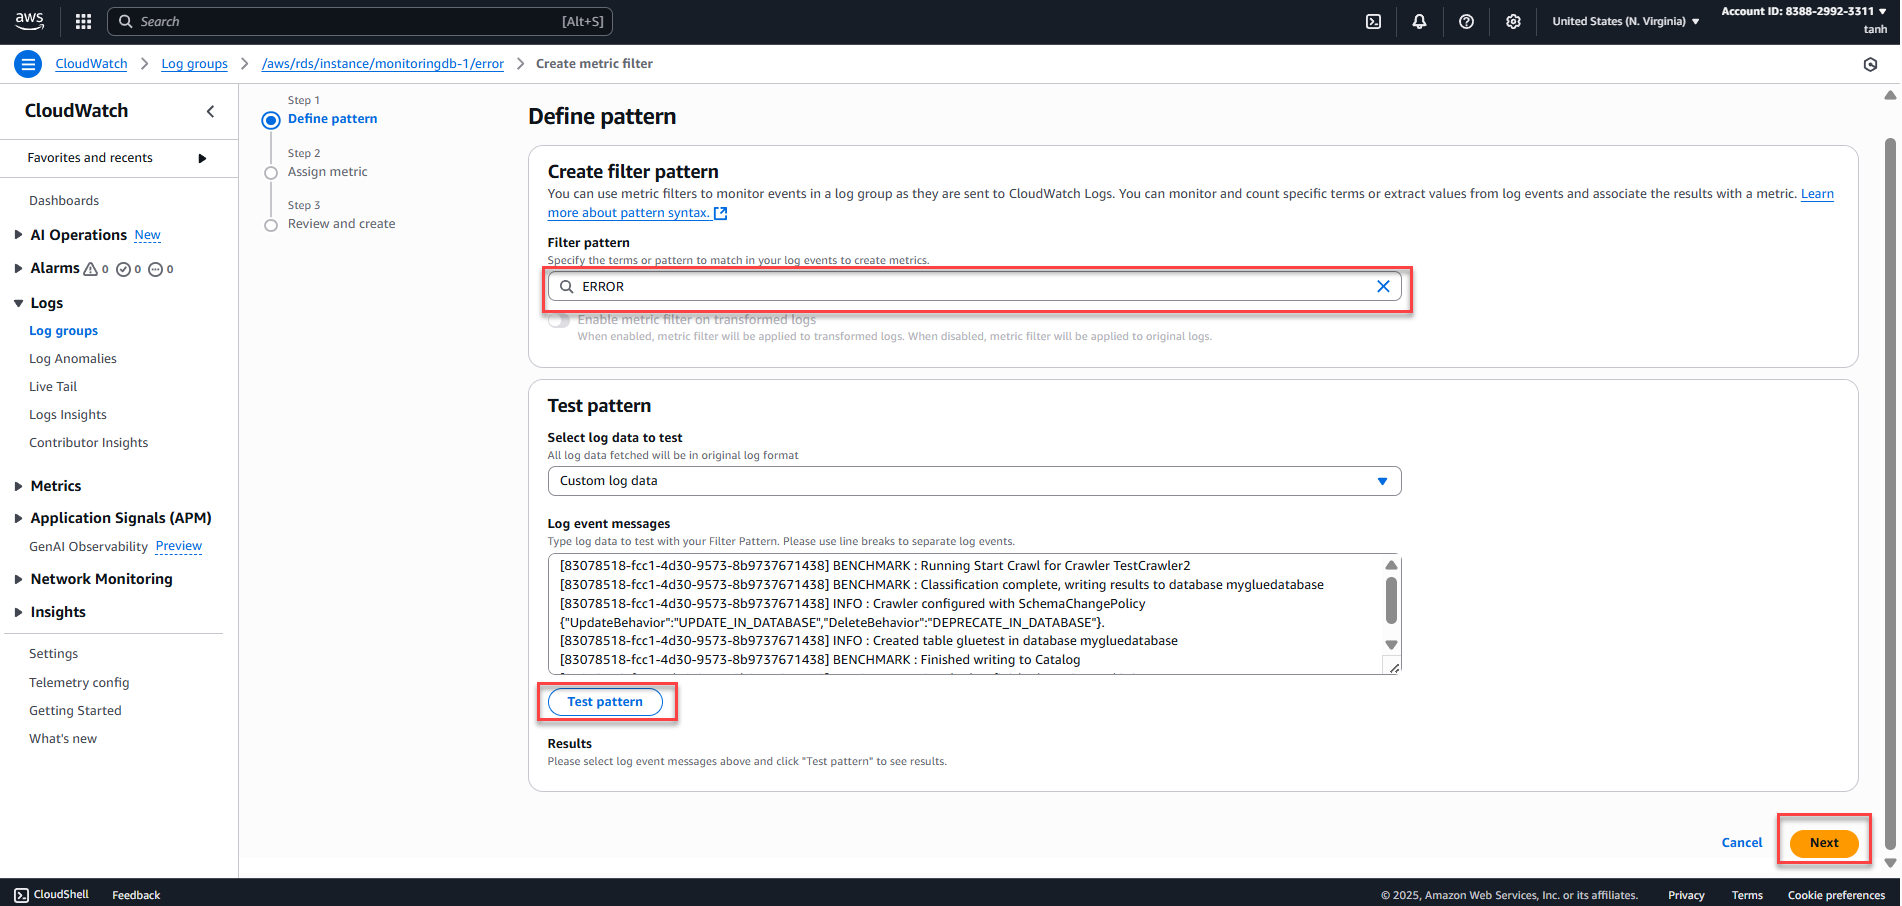 aws
Search
[Alt+S]
United States (N. Virginia)
Account ID: 8388-2992-3311
tanh
CloudWatch
Log groups
/aws/rds/instance/monitoringdb-1/error
Create metric filter
CloudWatch
Favorites and recents
Dashboards
AI Operations New
Alarms 0 0 0
Logs
Log groups
Log Anomalies
Live Tail
Logs Insights
Contributor Insights
Metrics
Application Signals (APM)
GenAI Observability Preview
Network Monitoring
Insights
Settings
Telemetry config
Getting Started
What's new
Step 1
Define pattern
Step 2
Assign metric
Step 3
Review and create
Define pattern
Create filter pattern
You can use metric filters to monitor events in a log group as they are sent to CloudWatch Logs. You can monitor and count specific terms or extract values from log events and associate the results with a metric. Learn
more about pattern syntax.
Filter pattern
Specify the terms or pattern to match in your log events to create metrics.
ERROR
Enable metric filter on transformed logs
When enabled, metric filter will be applied to transformed logs. When disabled, metric filter will be applied to original logs.
Test pattern
Select log data to test
All log data fetched will be in original log format
Custom log data
Log event messages
Type log data to test with your Filter Pattern. Please use line breaks to separate log events.
[83078518-fcc1-4d30-9573-8b9737671438] BENCHMARK : Running Start Crawl for Crawler TestCrawler2
[83078518-fcc1-4d30-9573-8b9737671438] BENCHMARK : Classification complete, writing results to database mygluedatabase
[83078518-fcc1-4d30-9573-8b9737671438] INFO : Crawler configured with SchemaChangePolicy
{"UpdateBehavior":"UPDATE_IN_DATABASE","DeleteBehavior":"DEPRECATE_IN_DATABASE"}.
[83078518-fcc1-4d30-9573-8b9737671438] INFO : Created table gluetest in database mygluedatabase
[83078518-fcc1-4d30-9573-8b9737671438] BENCHMARK : Finished writing to Catalog
Test pattern
Results
Please select log event messages above and click "Test pattern" to see results.
Cancel
Next
CloudShell
Feedback
© 2025, Amazon Web Services, Inc. or its affiliates.
Privacy
Terms
Cookie preferences